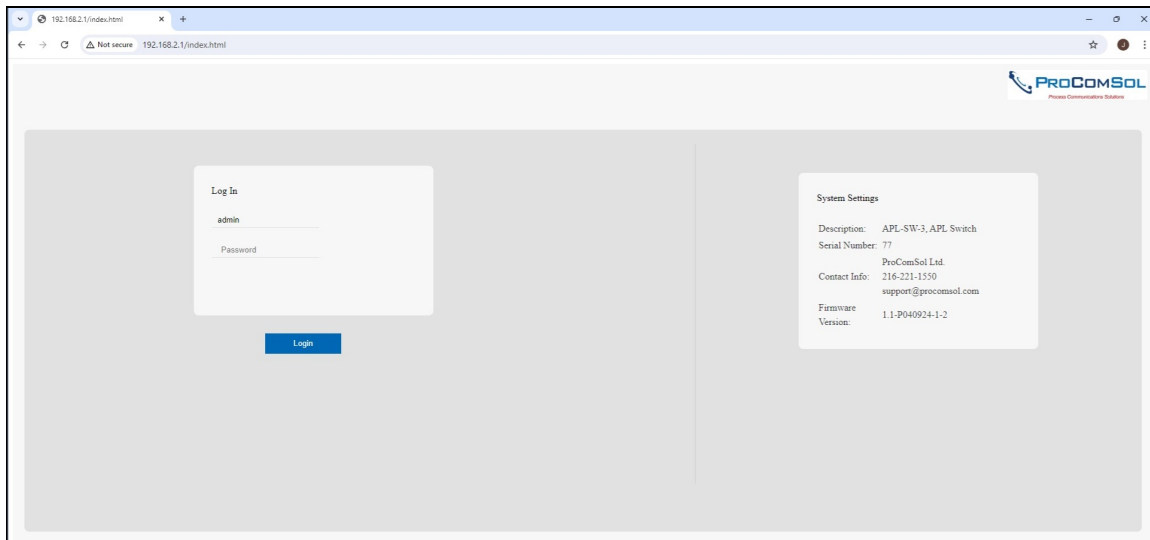 192.168.2.1/index.html
Not secure 192.168.2.1/index.html
J
PROCOMSOL
Process Communications Solutions
Log In
admin
Password
Login
System Settings
Description: APL-SW-3, APL Switch
Serial Number: 77
ProComSol Ltd.
Contact Info: 216-221-1550
support@procomsol.com
Firmware
Version: 1.1-P040924-1-2